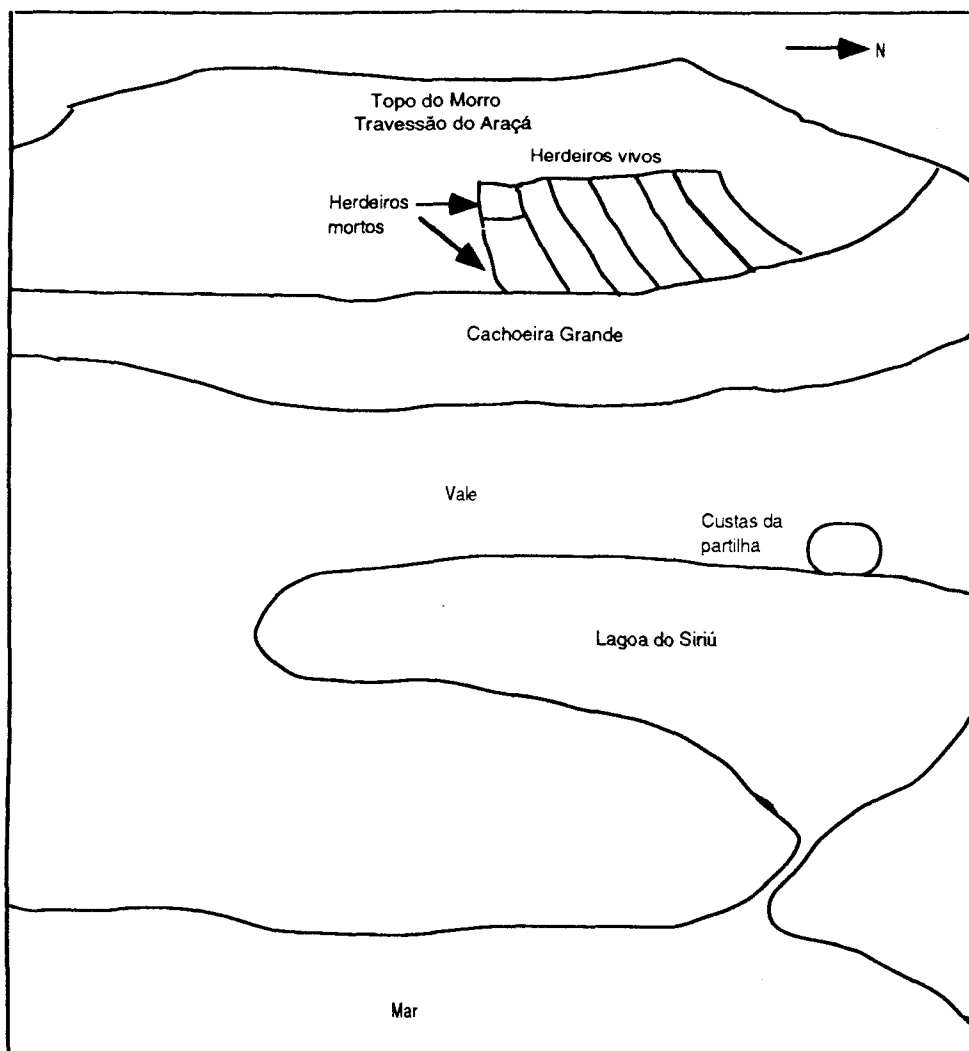 N
Topo do Morro
Travessão do Araçá
Herdeiros vivos
Herdeiros
mortos
Cachoeira Grande
Vale
Custas da
partilha
Lagoa do Siriú
Mar